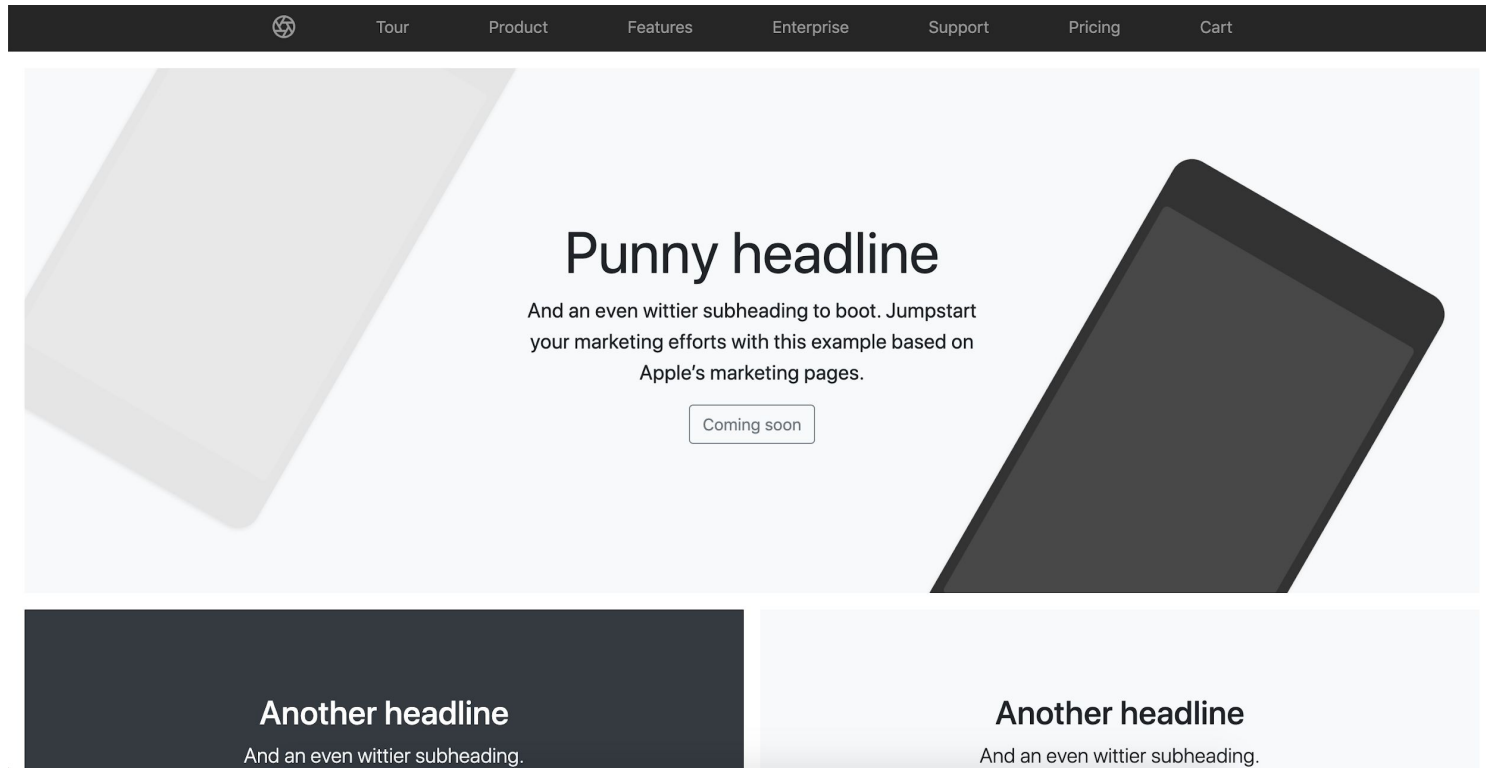 Tour Product Features Enterprise Support Pricing Cart
Punny headline
And an even wittier subheading to boot. Jumpstart
your marketing efforts with this example based on
Apple’s marketing pages.
Coming soon
Another headline
And an even wittier subheading.
Another headline
And an even wittier subheading.